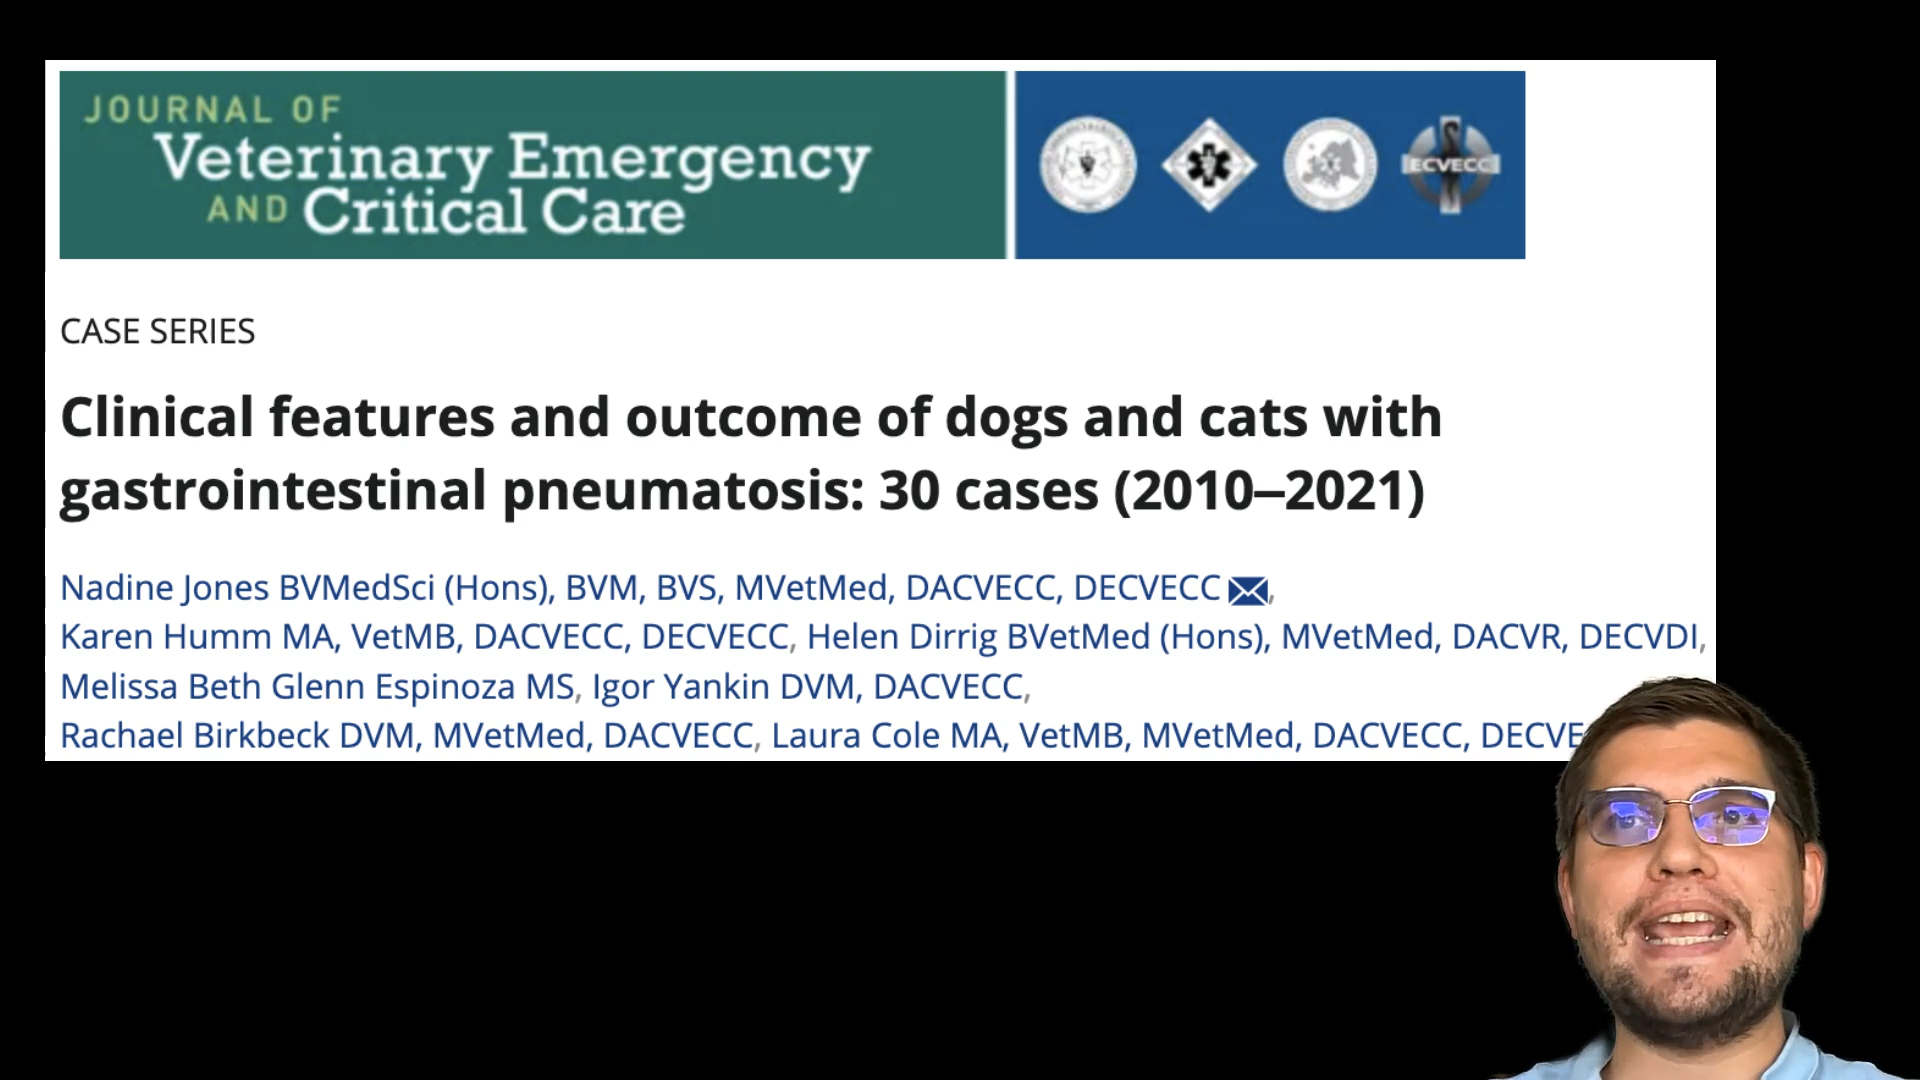 JOURNAL OF
Veterinary Emergency
AND Critical Care
ECVECC
CASE SERIES
Clinical features and outcome of dogs and cats with
gastrointestinal pneumatosis: 30 cases (2010–2021)
Nadine Jones BVMedSci (Hons), BVM, BVS, MVetMed, DACVECC, DECVECC ,
Karen Humm MA, VetMB, DACVECC, DECVECC, Helen Dirrig BVetMed (Hons), MVetMed, DACVR, DECVDI,
Melissa Beth Glenn Espinoza MS, Igor Yankin DVM, DACVECC,
Rachael Birkbeck DVM, MVetMed, DACVECC, Laura Cole MA, VetMB, MVetMed, DACVECC,